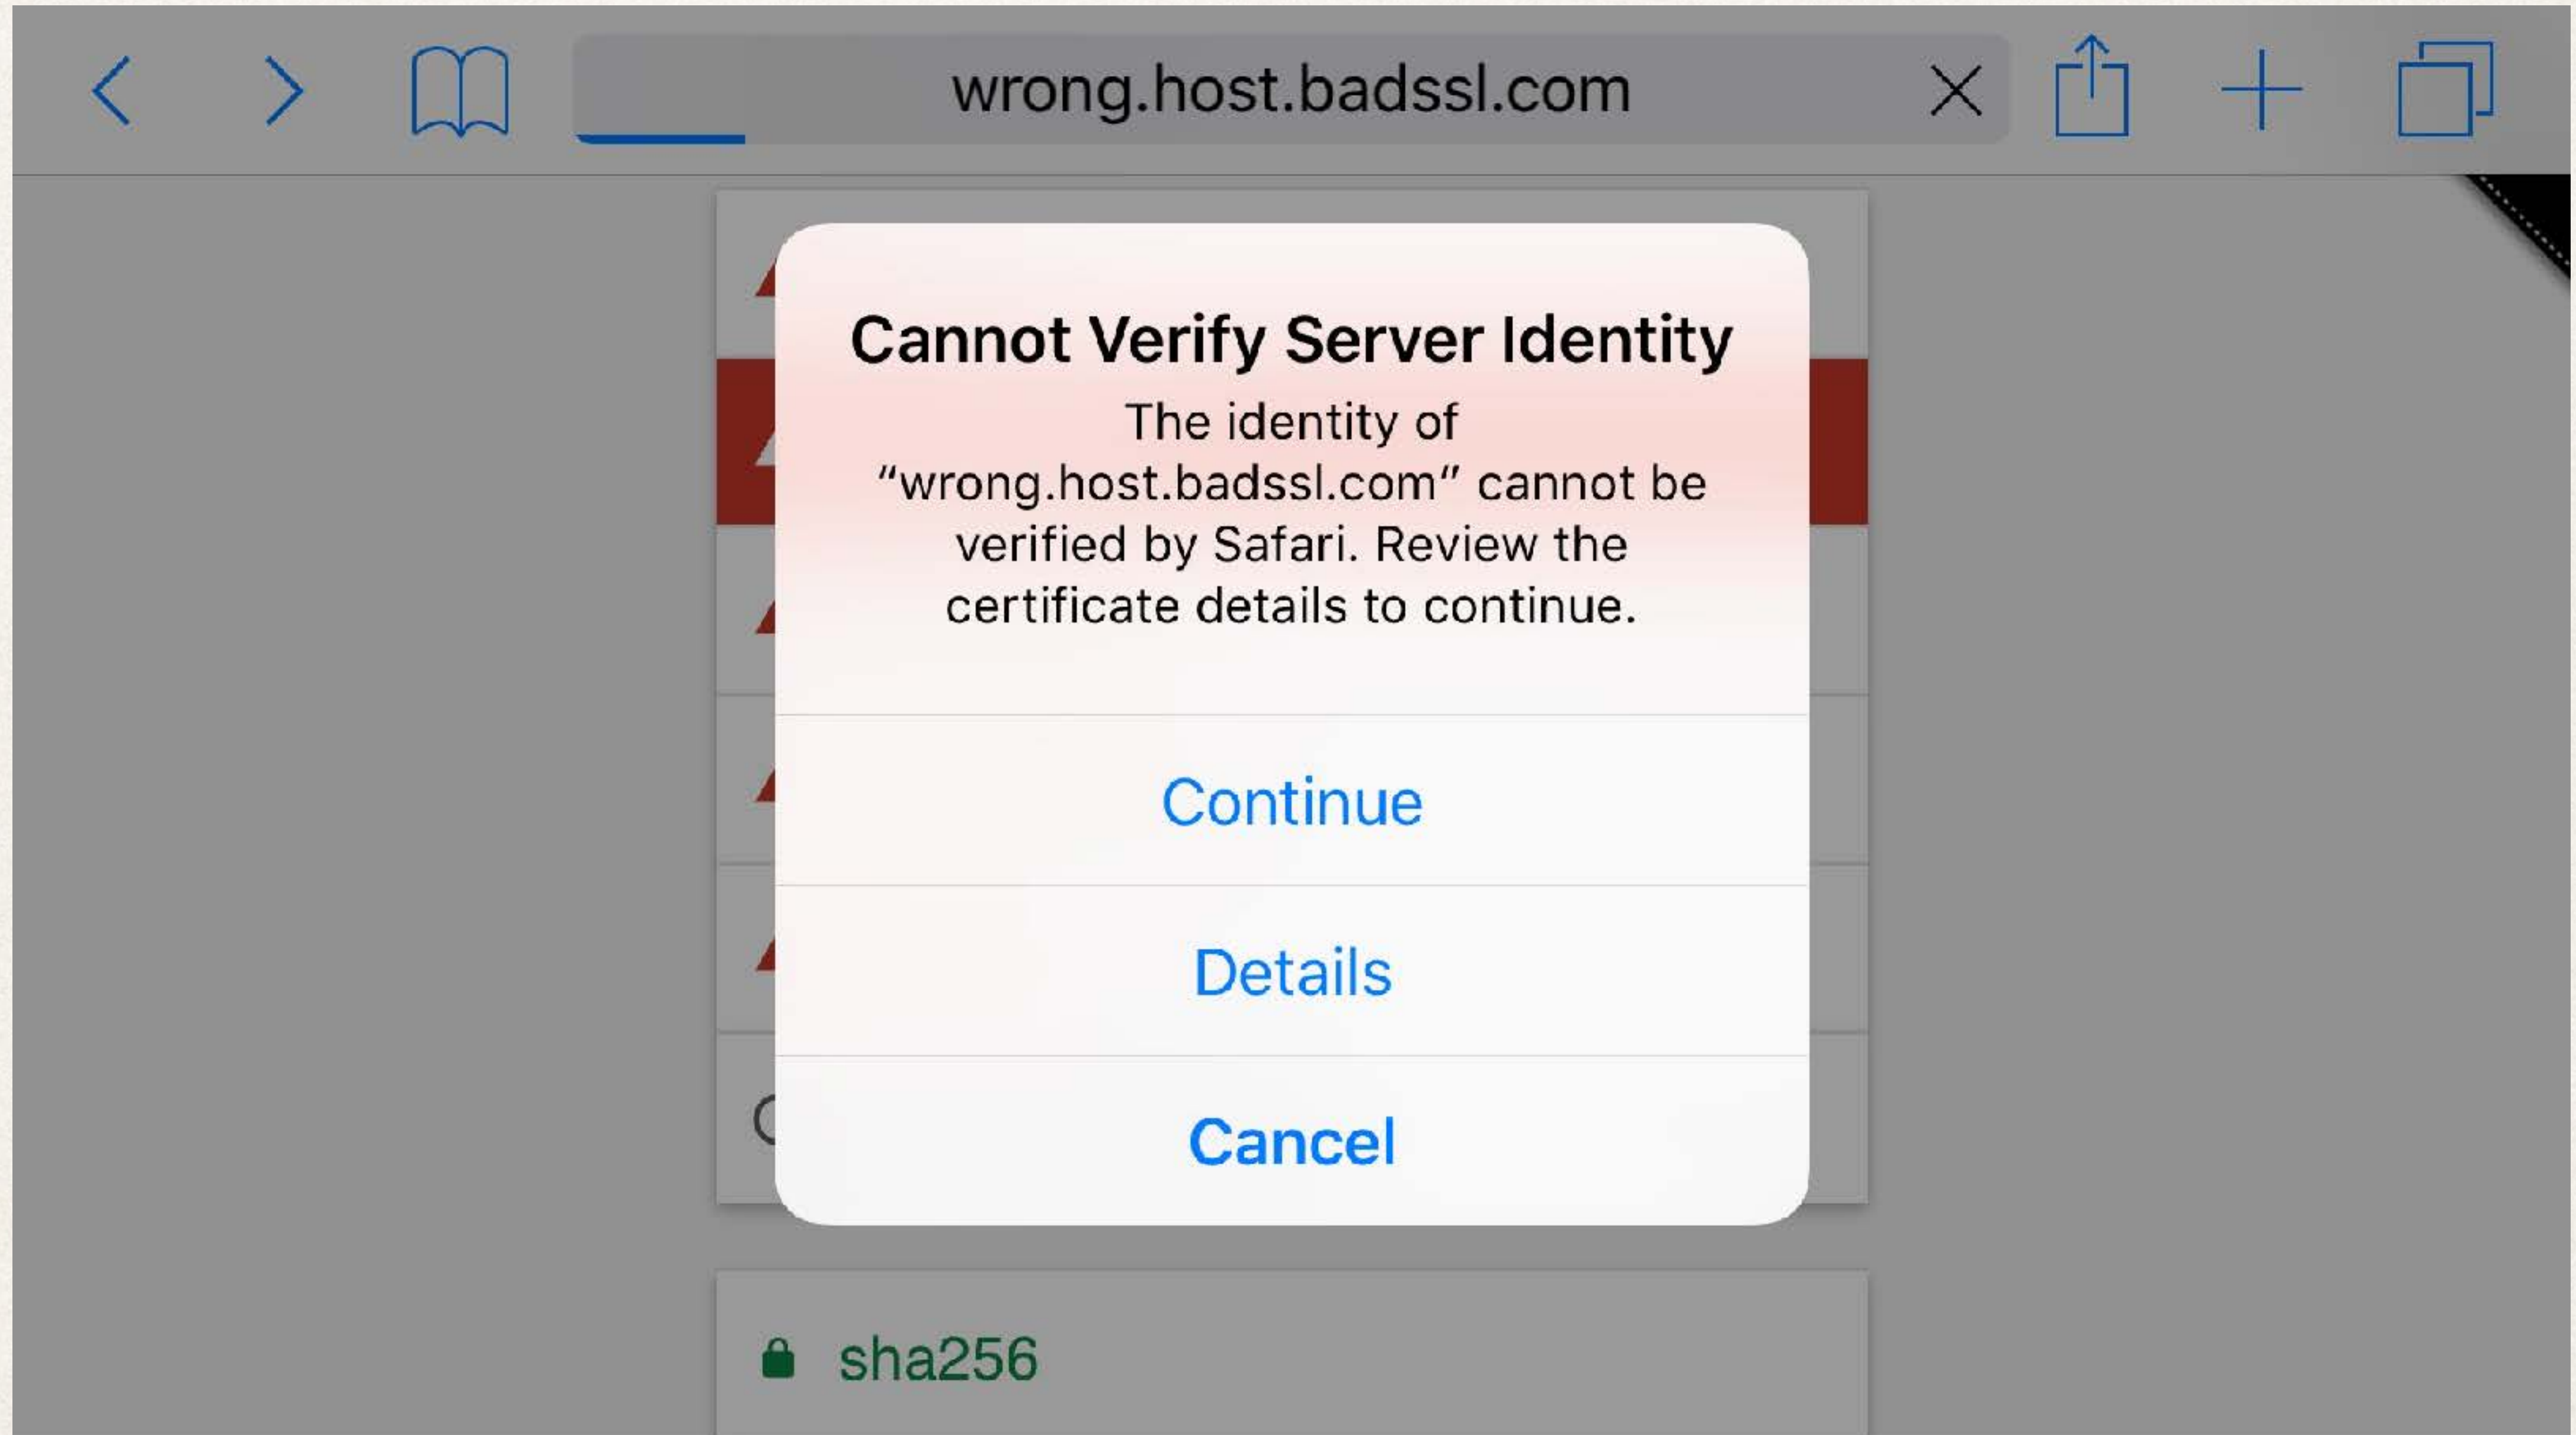 wrong.host.badssl.com
Cannot Verify Server Identity
The identity of
“wrong.host.badssl.com” cannot be
verified by Safari. Review the
certificate details to continue.
Continue
Details
Cancel
sha256